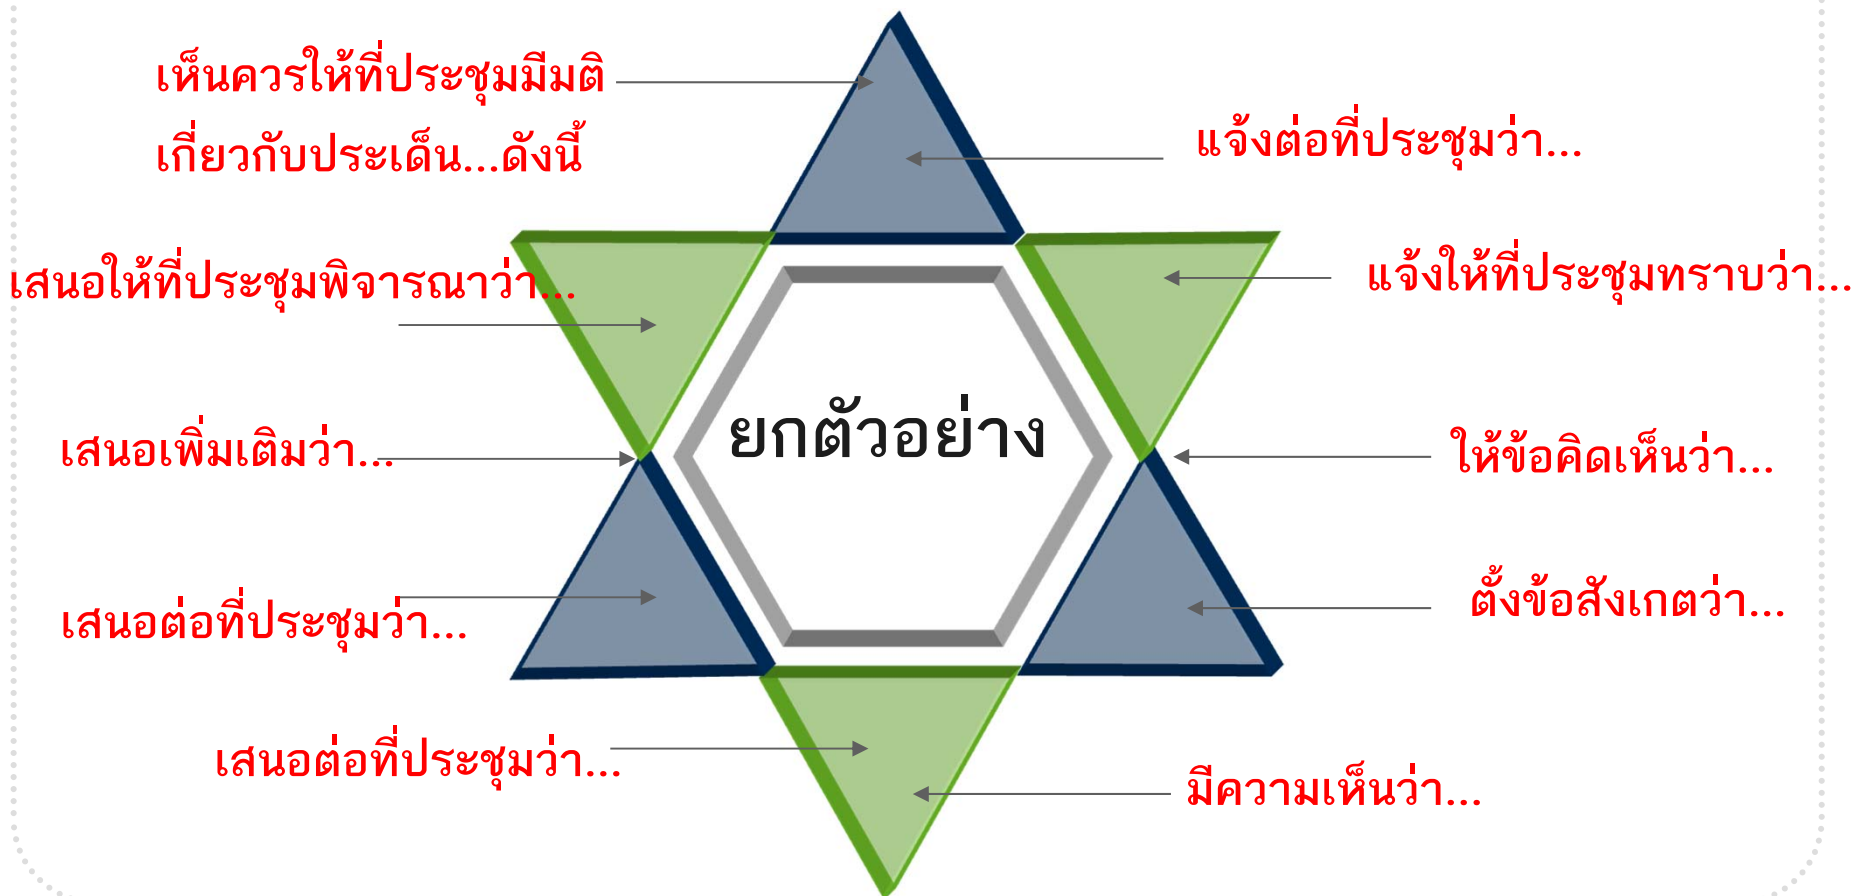 เห็นควรให้ที่ประชุมมีมติ
เกี่ยวกับประเด็น...ดังนี้
แจ้งต่อที่ประชุมว่า...
เสนอให้ที่ประชุมพิจารณาว่า...
แจ้งให้ที่ประชุมทราบว่า...
ยกตัวอย่าง
เสนอเพิ่มเติมว่า...
ให้ข้อคิดเห็นว่า...
เสนอต่อที่ประชุมว่า...
ตั้งข้อสังเกตว่า...
เสนอต่อที่ประชุมว่า...
มีความเห็นว่า...